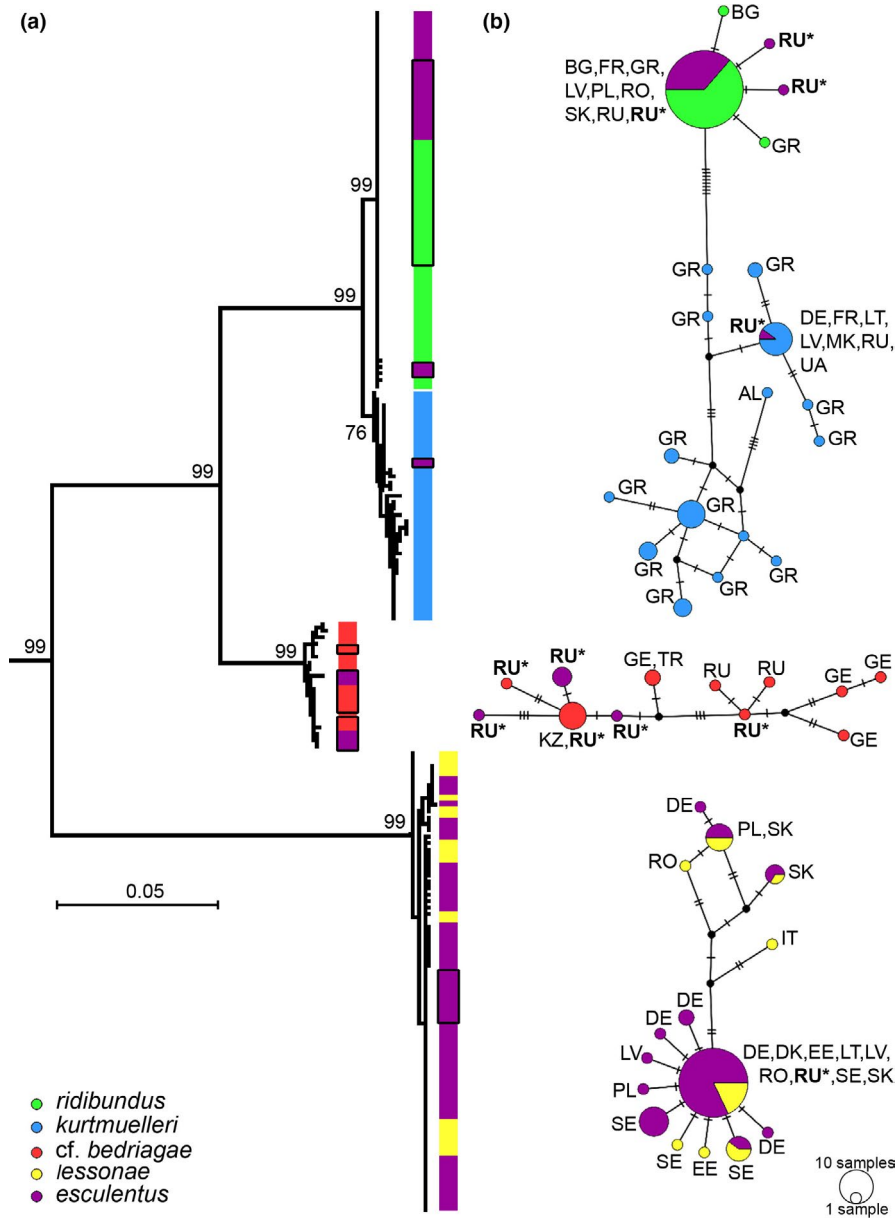 (a)
99
99
76
99
99
99
99
0.05
ridibundus
kurtmuelleri
cf. bedriagae
lessonae
esculentus
(b)
BG
RU*
BG,FR,GR,
LV,PL,RO,
SK,RU,RU*
RU*
GR
GR
GR
GR
RU*
DE,FR,LT,
LV,MK,RU,
UA
AL
GR
GR
GR
GR
GR
GR
GR
GR
GR
RU*
RU*
GE,TR
RU
RU
GE
GE
RU*
KZ,RU*
RU*
RU*
GE
DE
PL,SK
RO
SK
IT
DE
DE
LV
DE,DK,EE,LT,LV,
RO,RU*,SE,SK
PL
SE
SE
EE
SE
DE
10 samples
1 sample